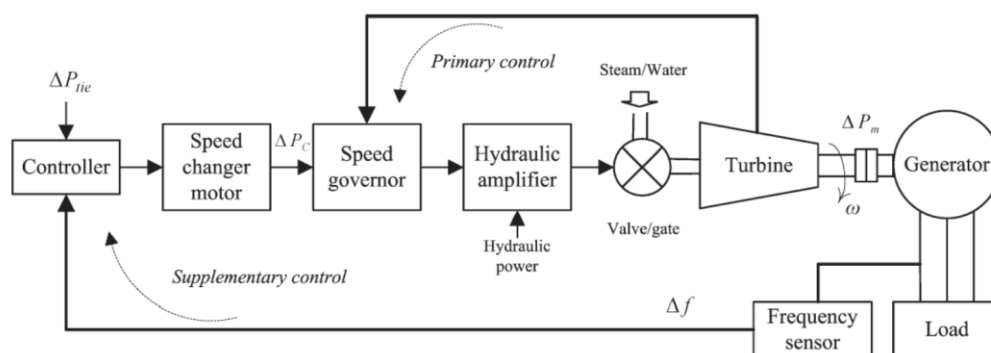 Primary control
Steam/Water
ΔP_tie
ΔP_m
Controller
Speed
changer
motor
ΔP_C
Speed
governor
Hydraulic
amplifier
Turbine
Generator
ω
Valve/gate
Hydraulic
power
Supplementary control
Δf
Frequency
sensor
Load